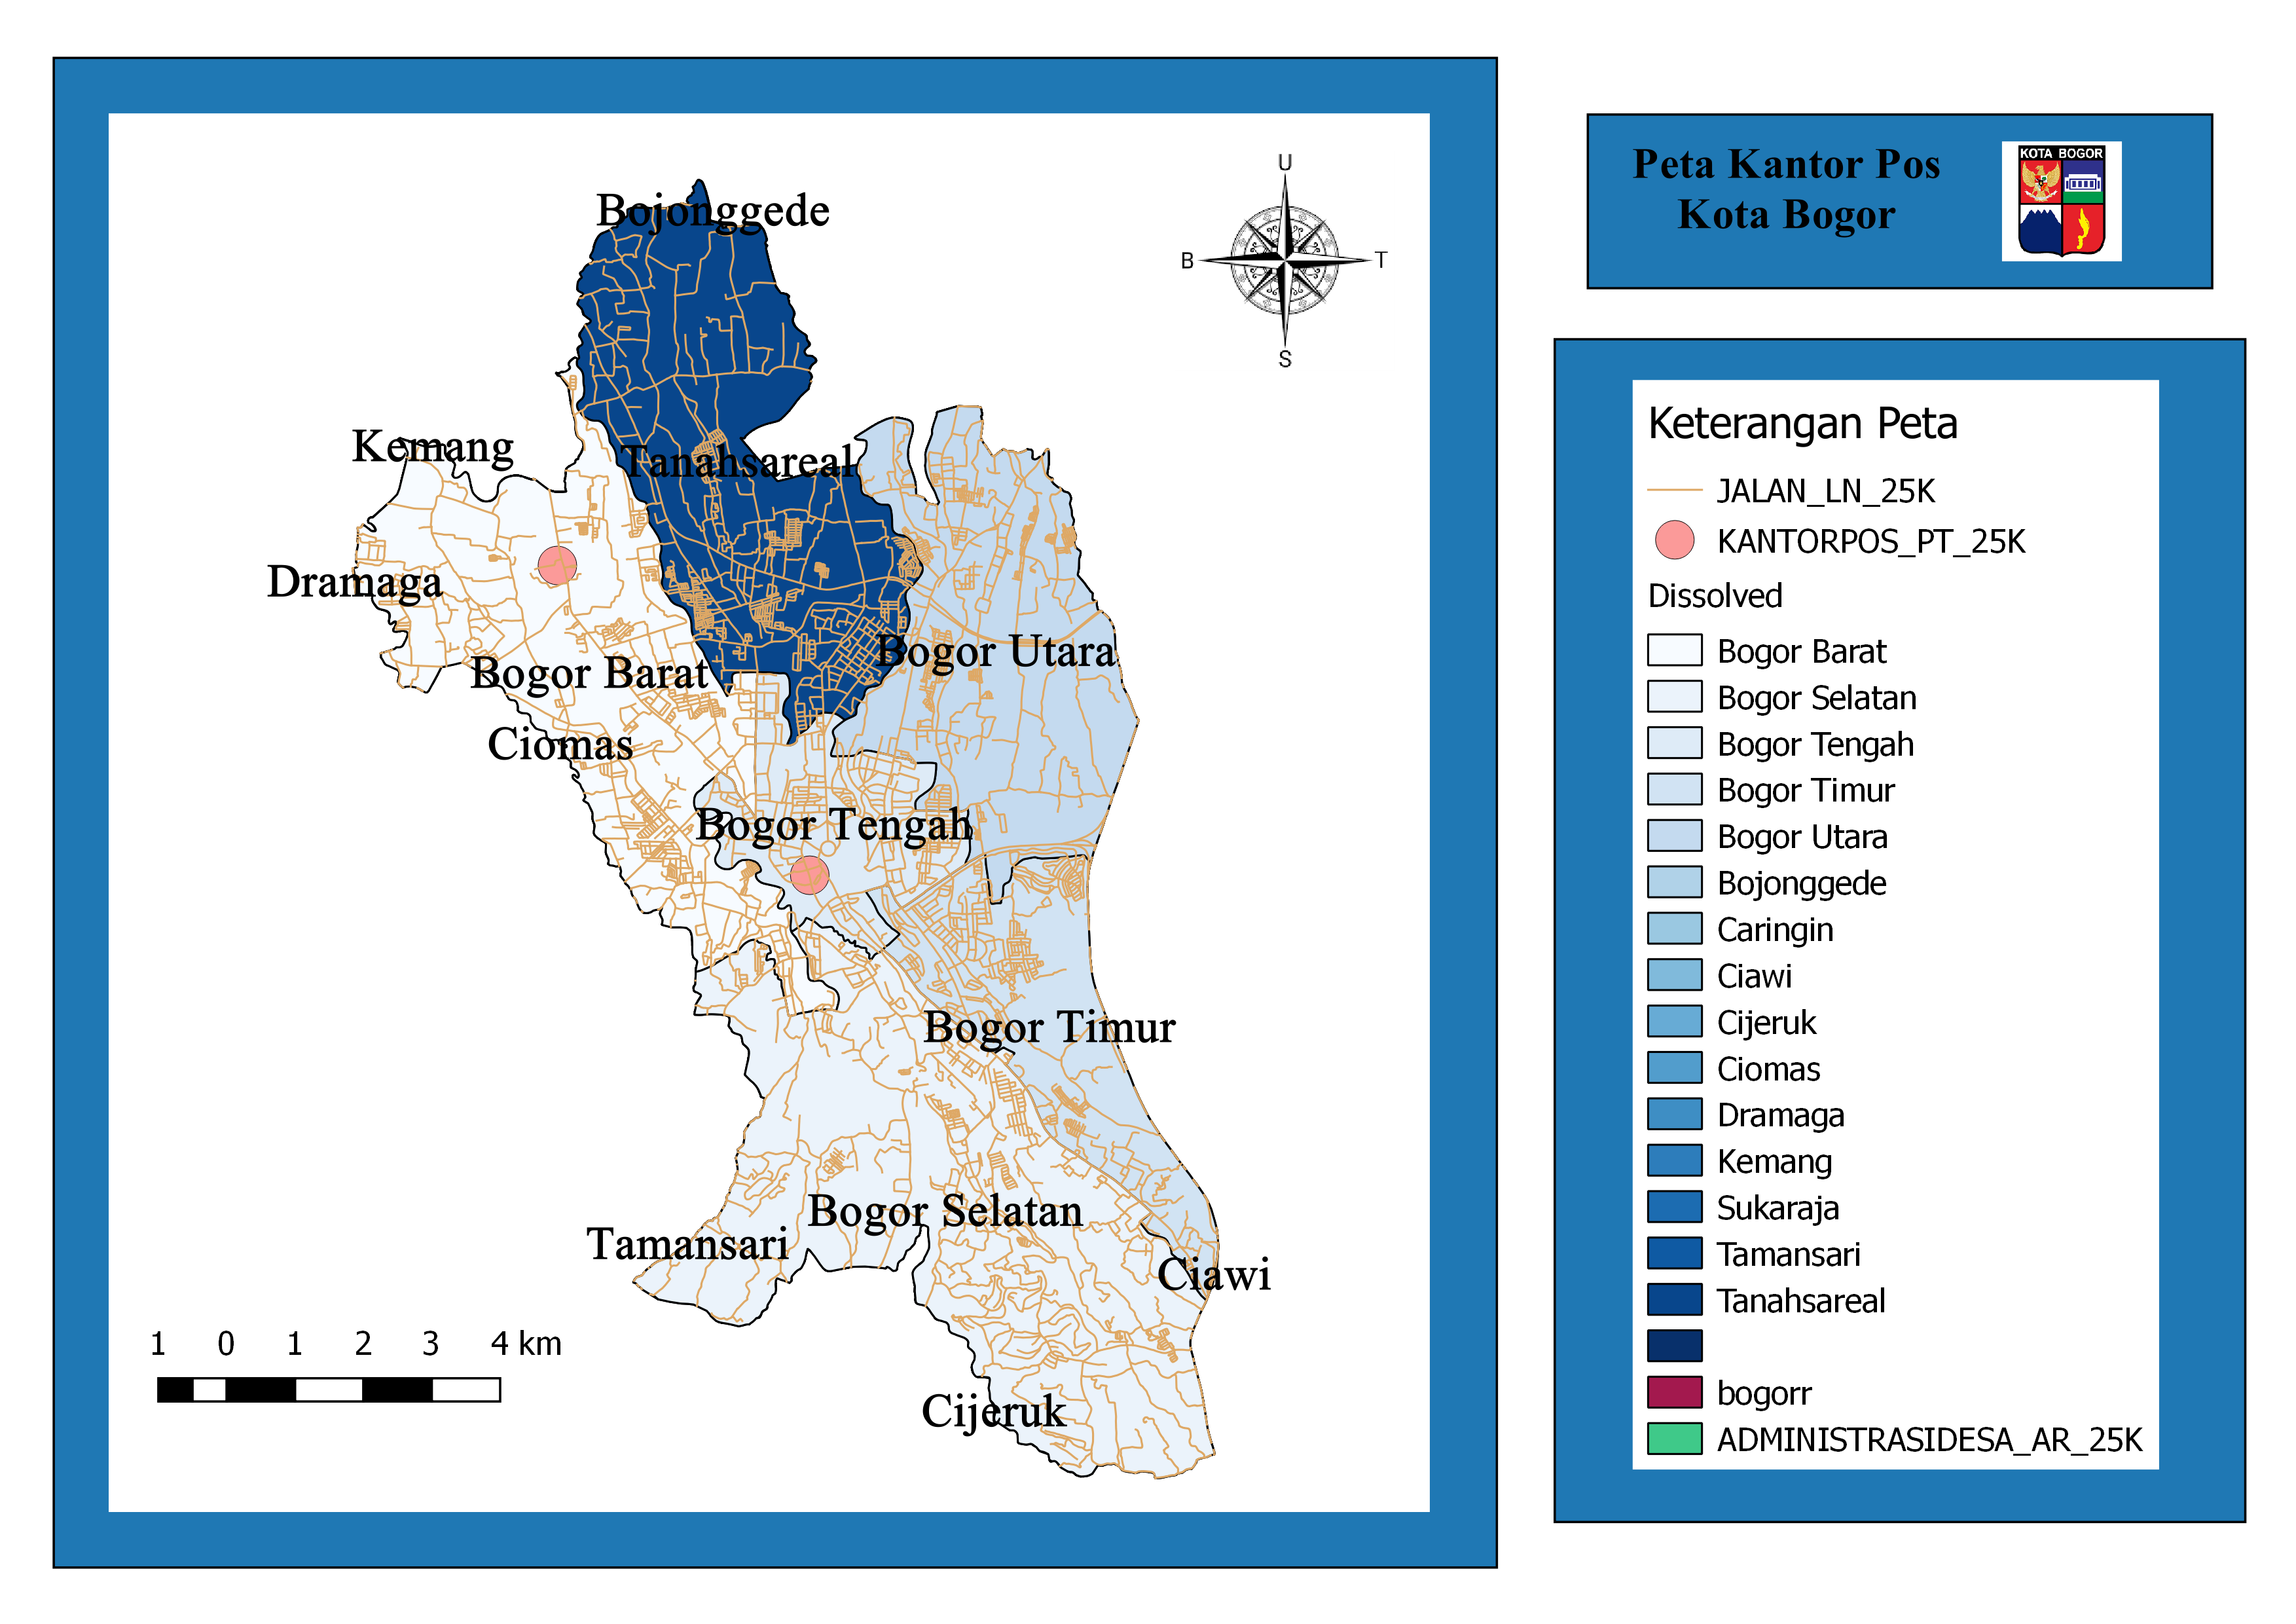 Peta Kantor Pos
Kota Bogor
KOTA BOGOR
U
B
T
S
Bojonggede
Kemang
Tanahsareal
Dramaga
Bogor Utara
Bogor Barat
Ciomas
Bogor Tengah
Bogor Timur
Bogor Selatan
Tamansari
Ciawi
Cijeruk
1 0 1 2 3 4 km
Keterangan Peta
JALAN_LN_25K
KANTORPOS_PT_25K
Dissolved
Bogor Barat
Bogor Selatan
Bogor Tengah
Bogor Timur
Bogor Utara
Bojonggede
Caringin
Ciawi
Cijeruk
Ciomas
Dramaga
Kemang
Sukaraja
Tamansari
Tanahsareal
bogorr
ADMINISTRASIDESA_AR_25K